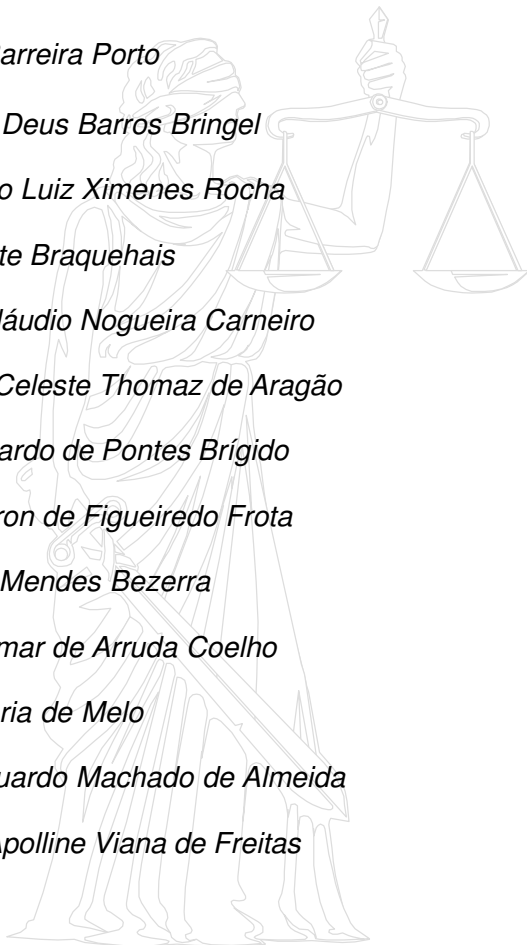 arreira Porto
Deus Barros Bringel
o Luiz Ximenes Rocha
te Braquehais
láudio Nogueira Carneiro
Celeste Thomaz de Aragão
ardo de Pontes Brígido
ron de Figueiredo Frota
Mendes Bezerra
mar de Arruda Coelho
ria de Melo
uardo Machado de Almeida
polline Viana de Freitas